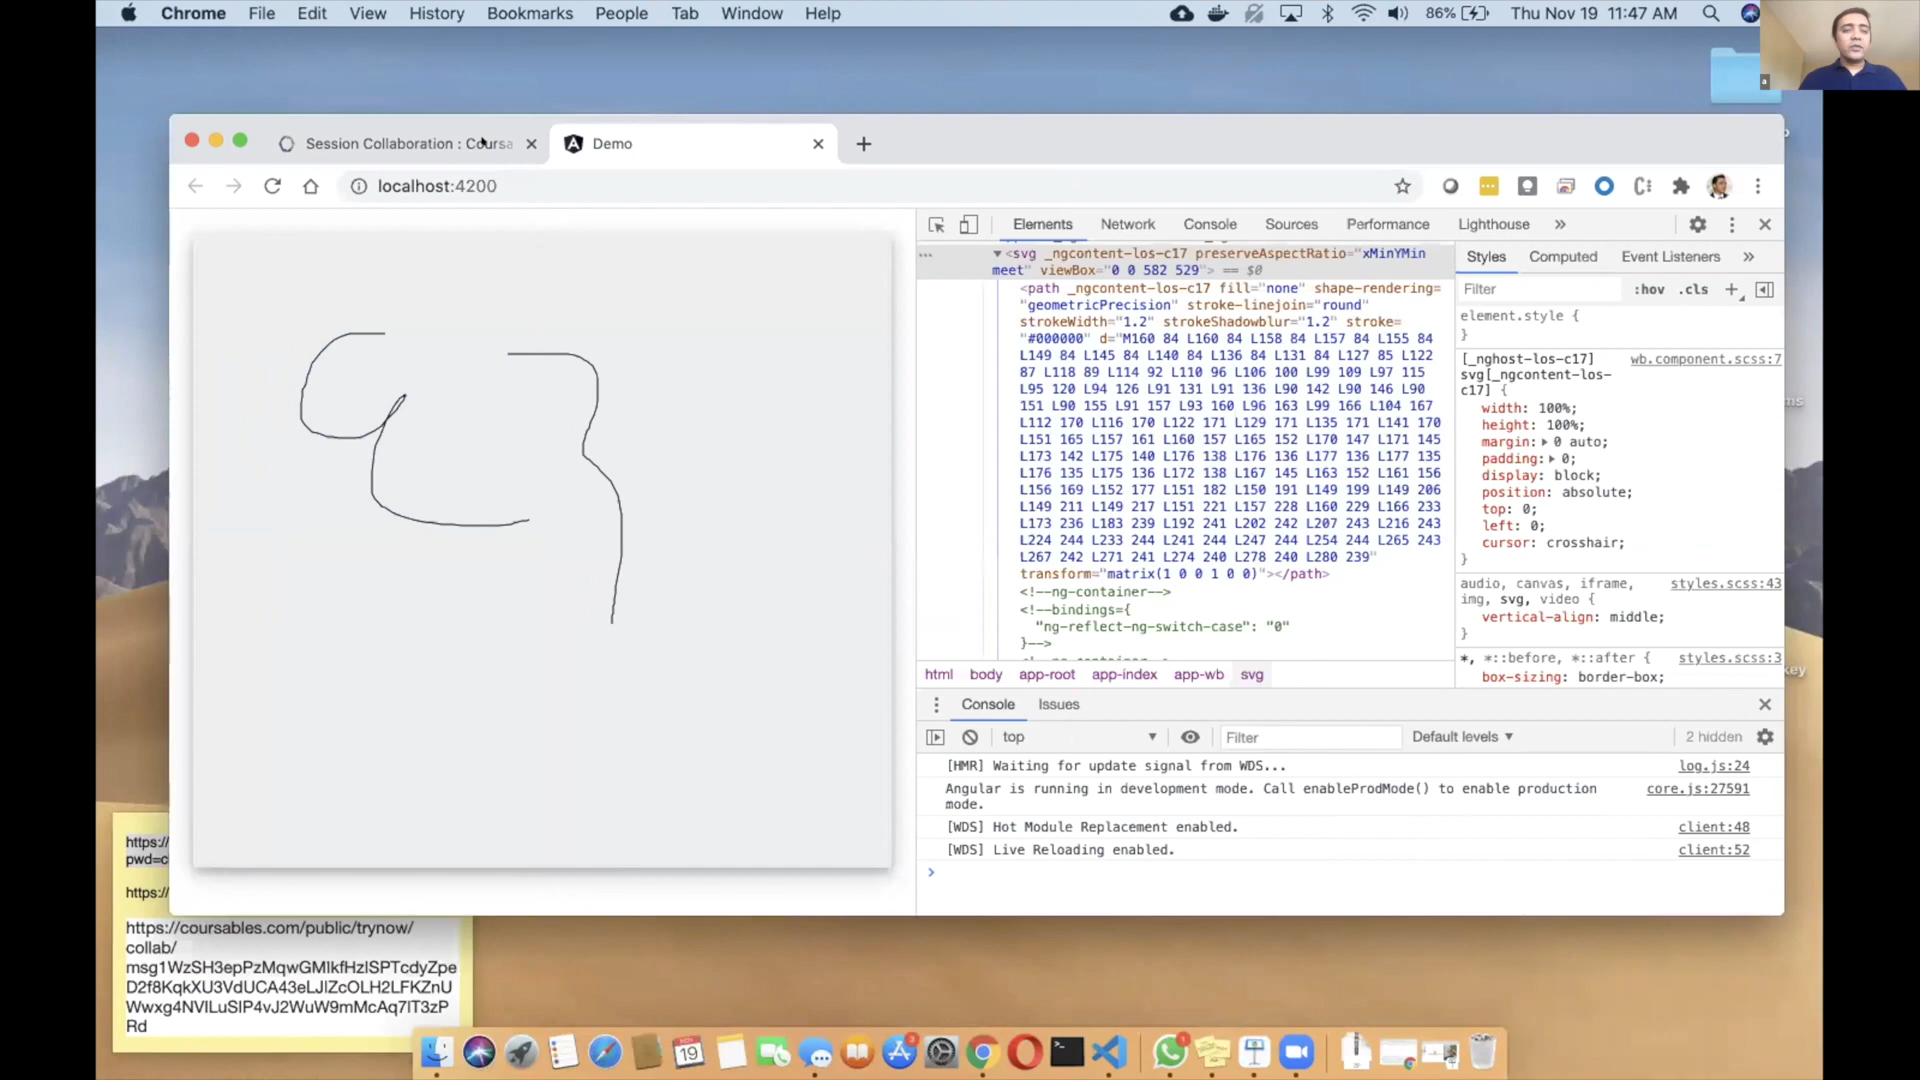 Chrome File Edit View History Bookmarks People Tab Window Help 86% Thu Nov 19 11:47 AM
a
Session Collaboration : Coursa Demo
localhost:4200
Elements Network Console Sources Performance Lighthouse »
▼<svg _ngcontent-los-c17 preserveAspectRatio="xMinYMin
meet" viewBox="0 0 582 529"> == $0
<path _ngcontent-los-c17 fill="none" shape-rendering=
"geometricPrecision" stroke-linejoin="round"
strokeWidth="1.2" strokeShadowblur="1.2" stroke=
"#000000" d="M160 84 L160 84 L158 84 L157 84 L155 84
L149 84 L145 84 L140 84 L136 84 L131 84 L127 85 L122
87 L118 89 L114 92 L110 96 L106 100 L99 109 L97 115
L95 120 L94 126 L91 131 L91 136 L90 142 L90 146 L90
151 L90 155 L91 157 L93 160 L96 163 L99 166 L104 167
L112 170 L116 170 L122 171 L129 171 L135 171 L141 170
L151 165 L157 161 L160 157 L165 152 L170 147 L171 145
L173 142 L175 140 L176 138 L176 136 L177 136 L177 135
L176 135 L175 136 L172 138 L167 145 L163 152 L161 156
L156 169 L152 177 L151 182 L150 191 L149 199 L149 206
L149 211 L149 217 L151 221 L157 228 L160 229 L166 233
L173 236 L183 239 L192 241 L202 242 L207 243 L216 243
L224 244 L233 244 L241 244 L247 244 L254 244 L265 243
L267 242 L271 241 L274 240 L278 240 L280 239"
transform="matrix(1 0 0 1 0 0)"></path>
<!--ng-container-->
<!--bindings={
"ng-reflect-ng-switch-case": "0"
}-->
html body app-root app-index app-wb svg
Styles Computed Event Listeners »
Filter :hov .cls +
element.style {
}
[_nghost-los-c17] wb.component.scss:7
svg[_ngcontent-los-
c17] {
width: 100%;
height: 100%;
margin:▶ 0 auto;
padding:▶ 0;
display: block;
position: absolute;
top: 0;
left: 0;
cursor: crosshair;
}
audio, canvas, iframe, styles.scss:43
img, svg, video {
vertical-align: middle;
}
*, *::before, *::after { styles.scss:3
box-sizing: border-box;
Console Issues
top Filter Default levels ▼ 2 hidden
[HMR] Waiting for update signal from WDS... log.js:24
Angular is running in development mode. Call enableProdMode() to enable production core.js:27591
mode.
[WDS] Hot Module Replacement enabled. client:48
[WDS] Live Reloading enabled. client:52
ms
key
https:/
pwd=c
https:/
https://coursables.com/public/trynow/
collab/
19
3
1